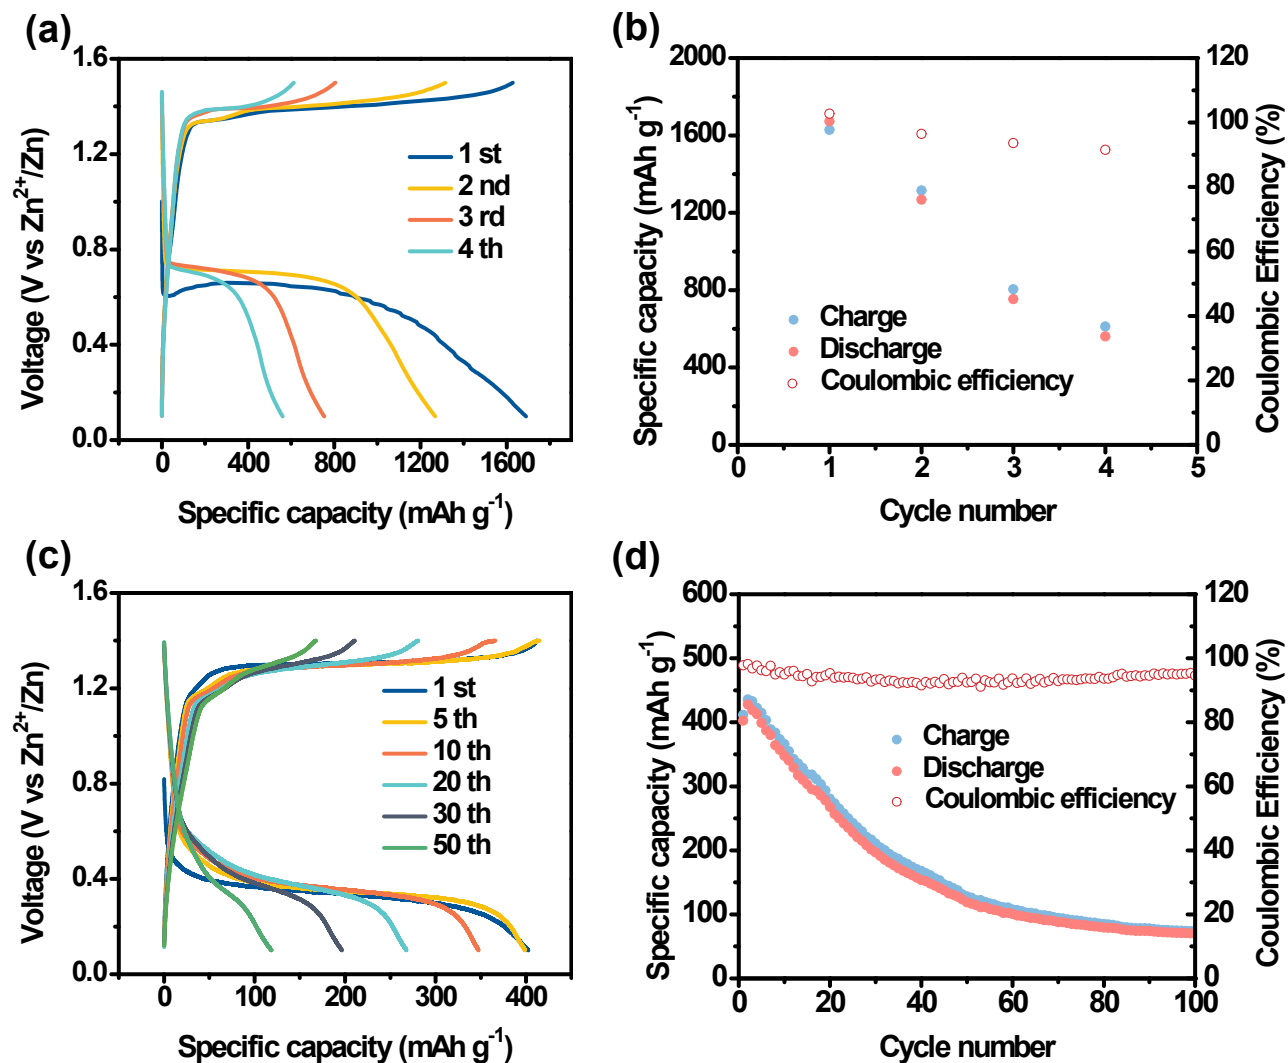 (a)
1.6
1.2
0.8
0.4
0.0
Voltage (V vs Zn²⁺/Zn)
1 st
2 nd
3 rd
4 th
0 400 800 1200 1600
Specific capacity (mAh g⁻¹)
(b)
2000
1600
1200
800
400
0
Specific capacity (mAh g⁻¹)
Charge
Discharge
Coulombic efficiency
120
100
80
60
40
20
0
Coulombic Efficiency (%)
0 1 2 3 4 5
Cycle number
(c)
1.6
1.2
0.8
0.4
0.0
Voltage (V vs Zn²⁺/Zn)
1 st
5 th
10 th
20 th
30 th
50 th
0 100 200 300 400
Specific capacity (mAh g⁻¹)
(d)
600
500
400
300
200
100
0
Specific capacity (mAh g⁻¹)
Charge
Discharge
Coulombic efficiency
120
100
80
60
40
20
0
Coulombic Efficiency (%)
0 20 40 60 80 100
Cycle number